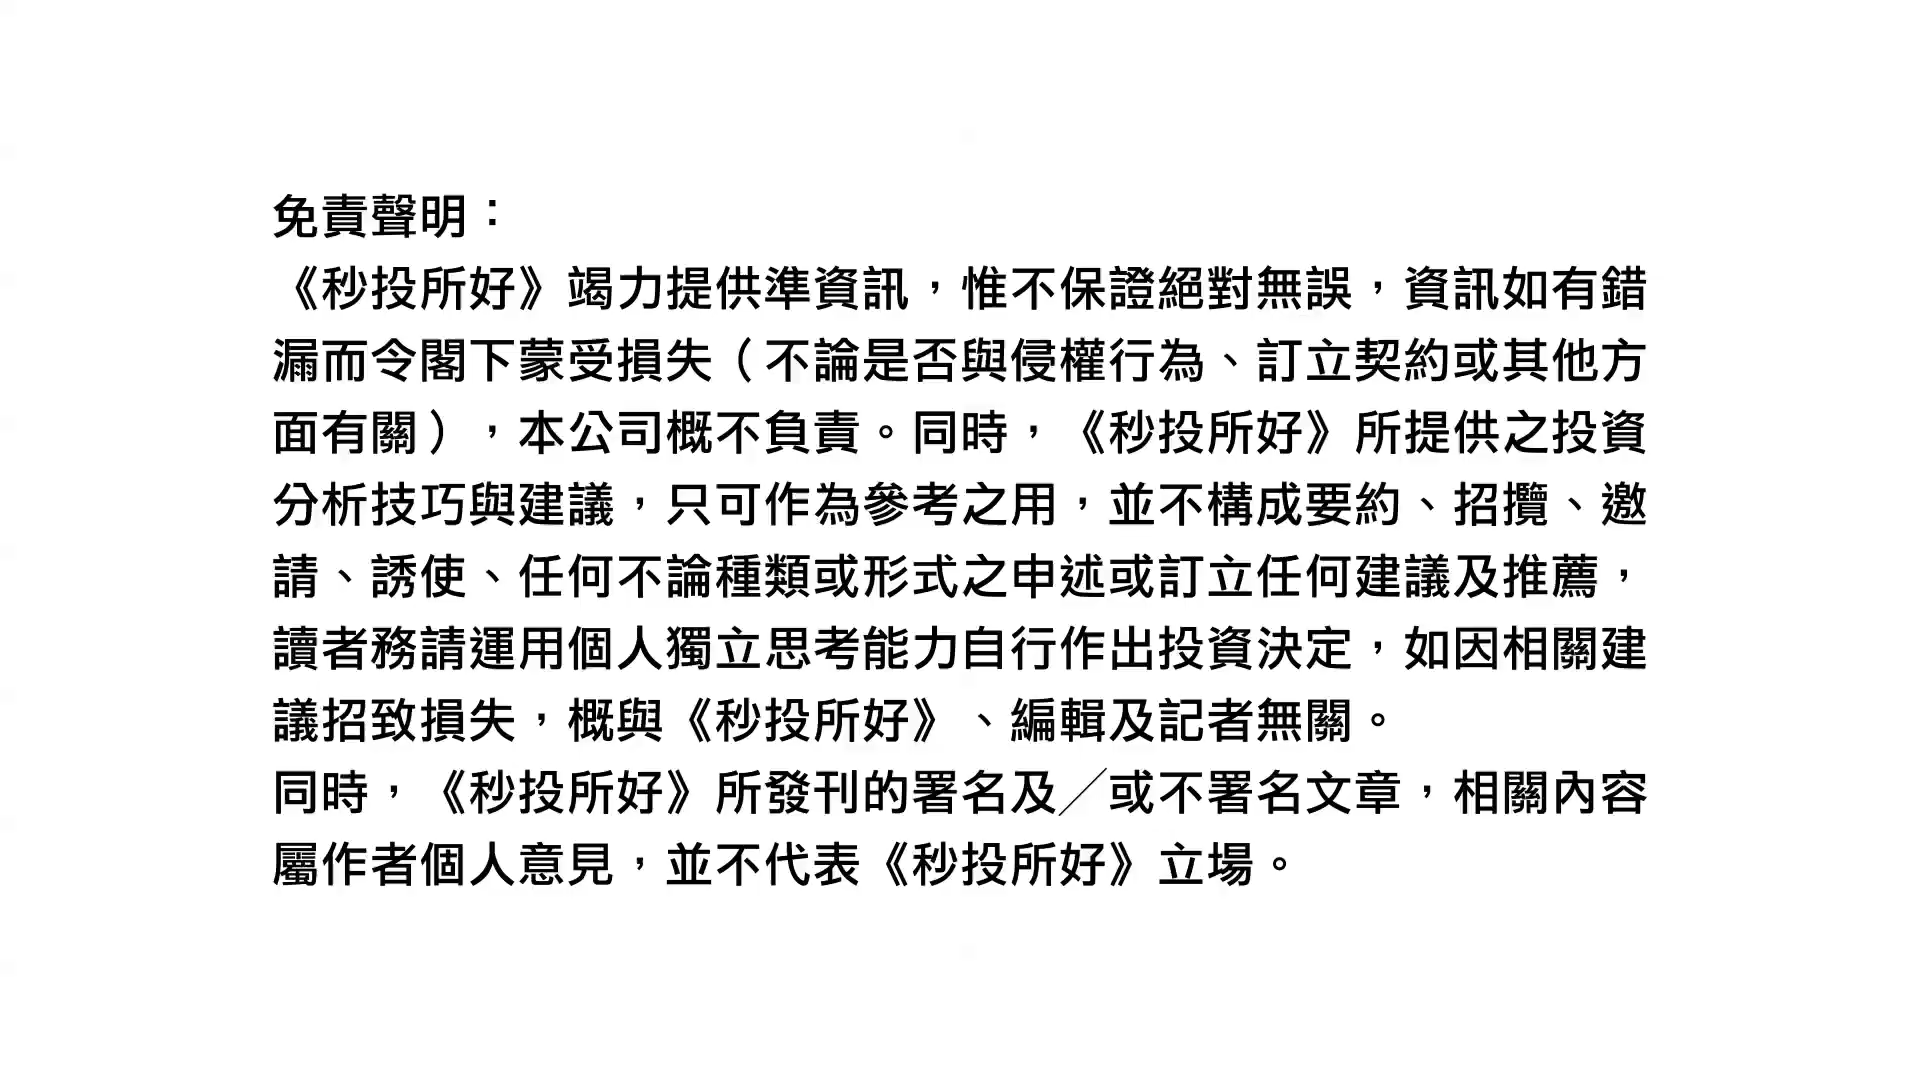 免責聲明：
《秒投所好》竭力提供準資訊，惟不保證絕對無誤，資訊如有錯
漏而令閣下蒙受損失（不論是否與侵權行為、訂立契約或其他方
面有關），本公司概不負責。同時，《秒投所好》所提供之投資
分析技巧與建議，只可作為參考之用，並不構成要約、招攬、邀
請、誘使、任何不論種類或形式之申述或訂立任何建議及推薦，
讀者務請運用個人獨立思考能力自行作出投資決定，如因相關建
議招致損失，概與《秒投所好》、編輯及記者無關。
同時，《秒投所好》所發刊的署名及╱或不署名文章，相關內容
屬作者個人意見，並不代表《秒投所好》立場。